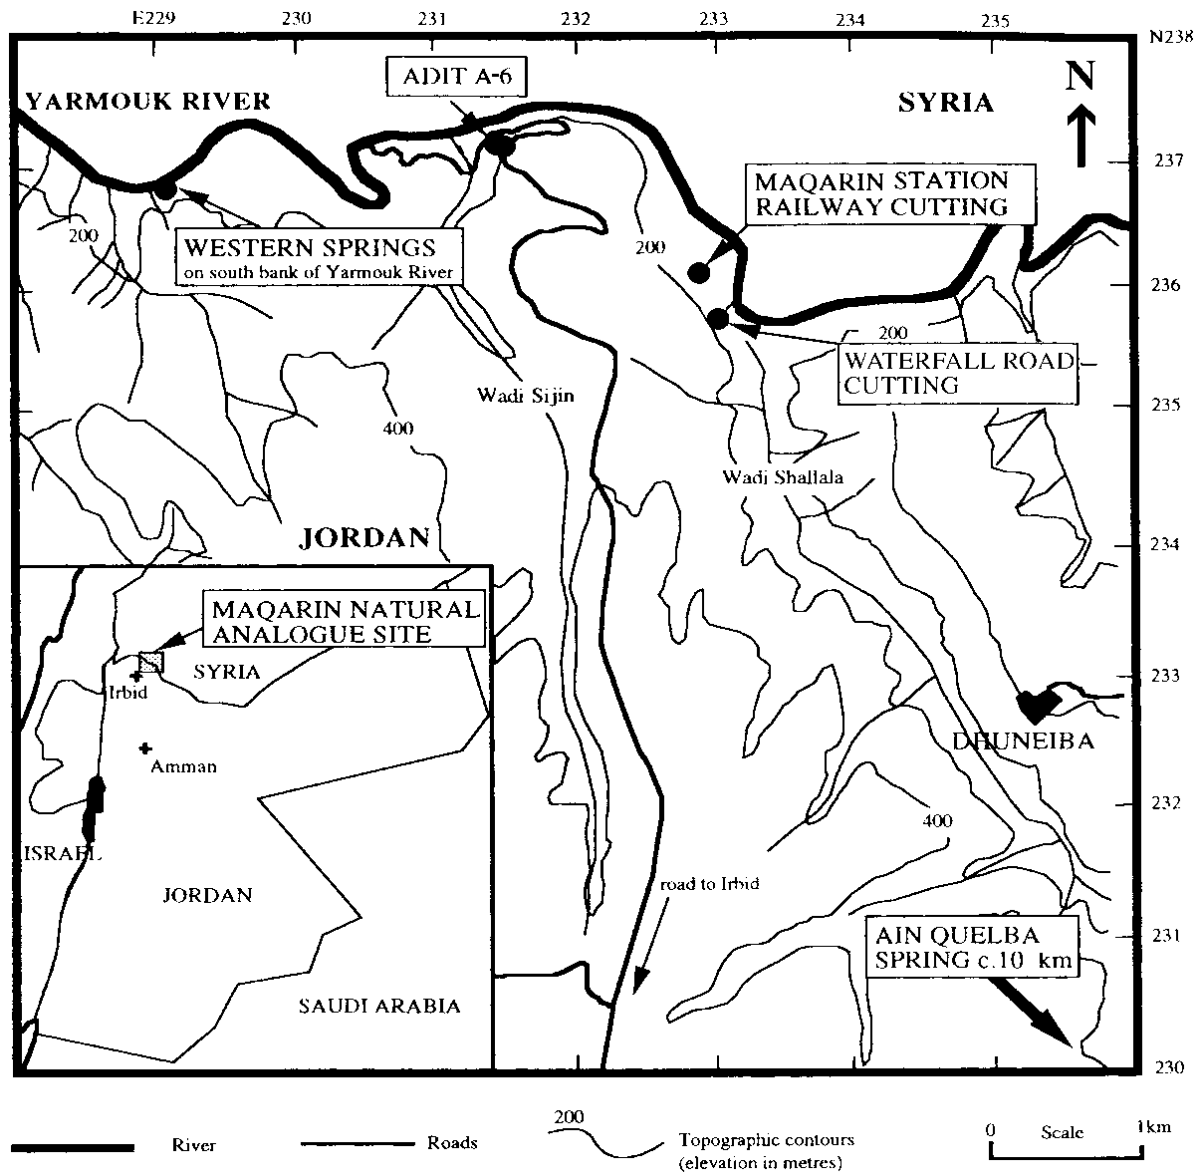 E229 230 231 232 233 234 235
N238
ADIT A-6
YARMOUK RIVER
SYRIA
N
237
MAQARIN STATION
RAILWAY CUTTING
200
WESTERN SPRINGS
on south bank of Yarmouk River
200
236
200
WATERFALL ROAD
CUTTING
Wadi Sijin
235
400
Wadi Shallala
JORDAN
234
MAQARIN NATURAL
ANALOGUE SITE
SYRIA
Irbid
233
DHUNEIBA
Amman
232
400
ISRAEL
JORDAN
road to Irbid
AIN QUELBA
SPRING c.10 km
231
SAUDI ARABIA
230
River
Roads
200
Topographic contours
(elevation in metres)
0 Scale 1km